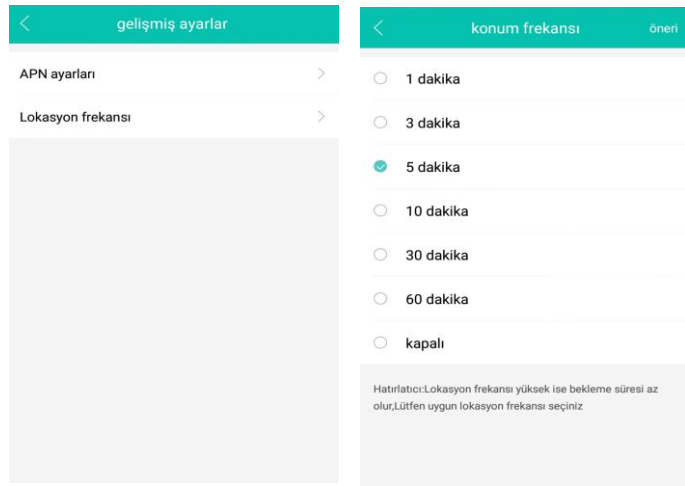 gelişmiş ayarlar
APN ayarları
Lokasyon frekansı
konum frekansı
öneri
1 dakika
3 dakika
5 dakika
10 dakika
30 dakika
60 dakika
kapalı
Hatırlatıcı:Lokasyon frekansı yüksek ise bekleme süresi az
olur,Lütfen uygun lokasyon frekansı seçiniz